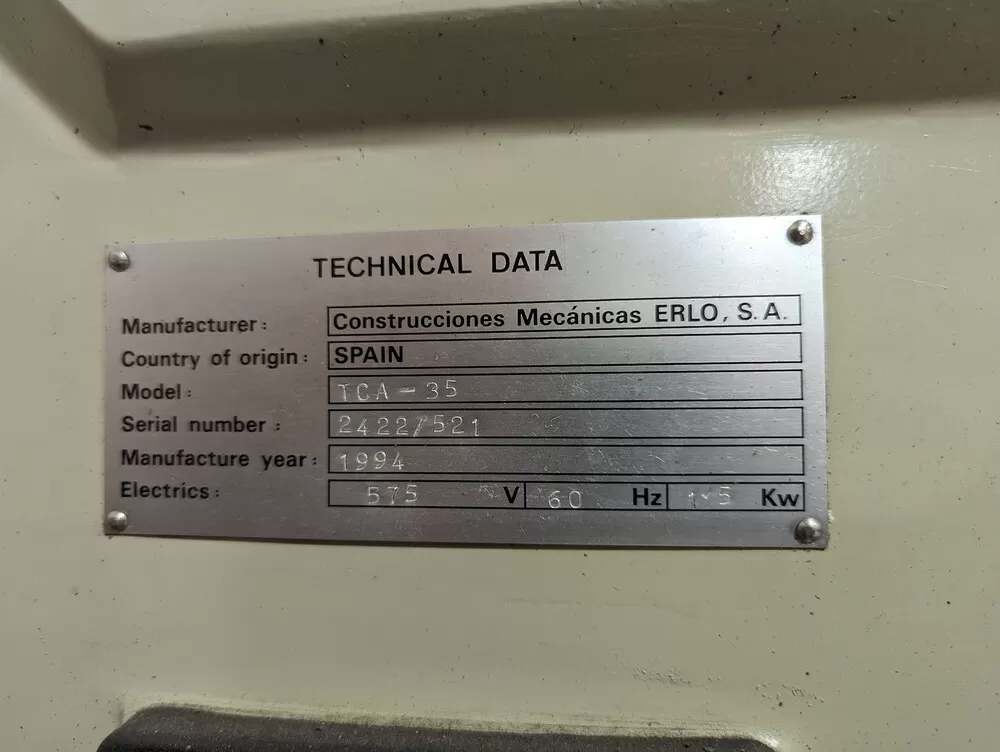 TECHNICAL DATA
Manufacturer: Construcciones Mecánicas ERLO, S.A.
Country of origin: SPAIN
Model: TCA-35
Serial number: 2422/521
Manufacture year: 1994
Electrics: 575 V 60 Hz Kw